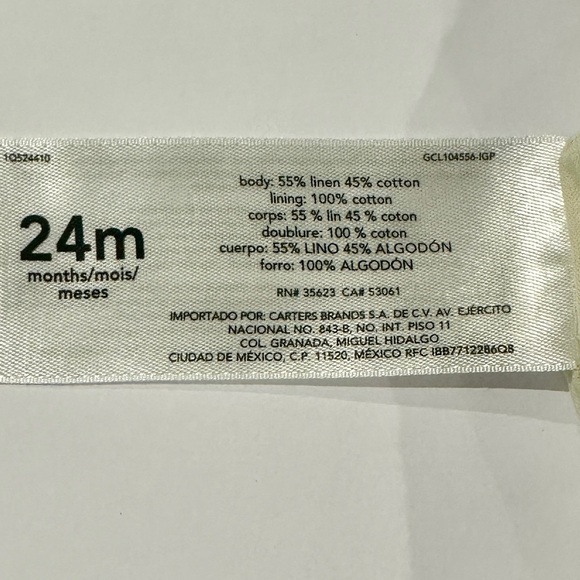 1Q524410
GCL104556-IGP
24m
months/mois/
meses
body: 55% linen 45% cotton
lining: 100% cotton
corps: 55 % lin 45 % coton
doublure: 100 % coton
cuerpo: 55% LINO 45% ALGODÓN
forro: 100% ALGODÓN
RN# 35623 CA# 53061
IMPORTADO POR: CARTERS BRANDS S.A. DE C.V. AV. EJÉRCITO
NACIONAL NO. 843-B, NO. INT. PISO 11
COL. GRANADA, MIGUEL HIDALGO
CIUDAD DE MÉXICO, C.P. 11520, MÉXICO RFC IBB7712286Q8